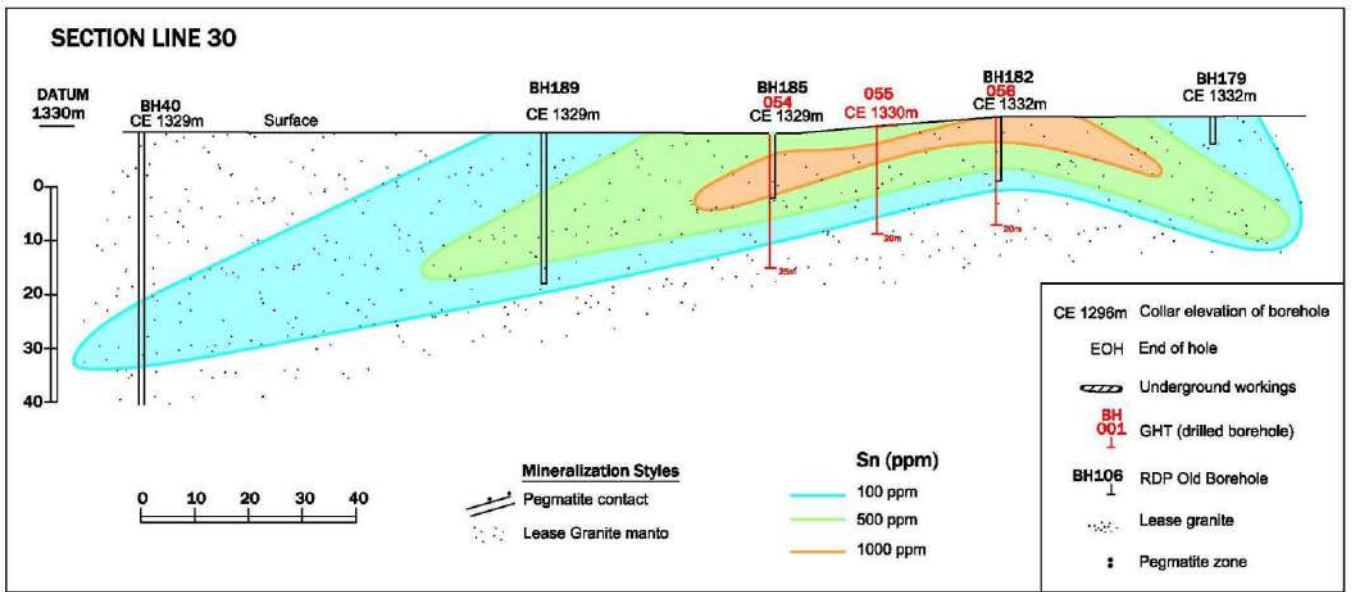 SECTION LINE 30
DATUM
1330m
BH40
CE 1329m
Surface
BH189
CE 1329m
BH185
054
CE 1329m
055
CE 1330m
BH182
056
CE 1332m
BH179
CE 1332m
0
10
20
30
40
25m
20m
20m
0 10 20 30 40
Mineralization Styles
Pegmatite contact
Lease Granite manto
Sn (ppm)
100 ppm
500 ppm
1000 ppm
CE 1296m Collar elevation of borehole
EOH End of hole
Underground workings
BH
001 GHT (drilled borehole)
BH106 RDP Old Borehole
Lease granite
Pegmatite zone